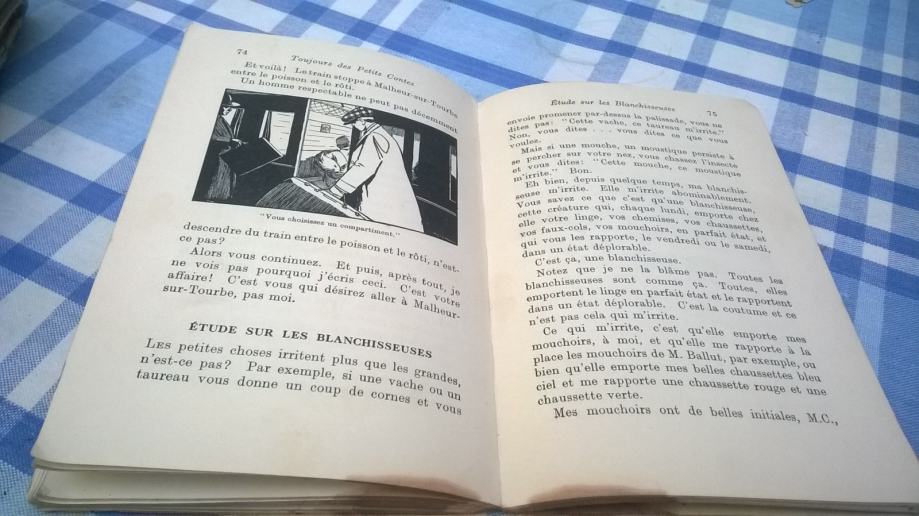 74
Toujours des Petits Contes
Et voilà! Le train stoppe à Malheur-sur-Tourbe
entre le poisson et le rôti.
Un homme respectable ne peut pas décemment
"Vous choisissez un compartiment."
descendre du train entre le poisson et le rôti, n'est-
ce pas?
Alors vous continuez. Et puis, après tout, je
ne vois pas pourquoi j'écris ceci. C'est votre
affaire! C'est vous qui désirez aller à Malheur-
sur-Tourbe, pas moi.
ÉTUDE SUR LES BLANCHISSEUSES
Les petites choses irritent plus que les grandes,
n'est-ce pas? Par exemple, si une vache ou un
taureau vous donne un coup de cornes et vous
Étude sur les Blanchisseuses
75
envoie promener par-dessus la palissade, vous ne
dites pas: "Cette vache, ce taureau m'irrite."
Non, vous dites . . . vous dites ce que vous
voulez.
Mais si une mouche, un moustique persiste à
se percher sur votre nez, vous chassez l'insecte
et vous dites: "Cette mouche, ce moustique
m'irrite." Bon.
Eh bien, depuis quelque temps, ma blanchis-
seuse m'irrite. Elle m'irrite abominablement.
Vous savez ce que c'est qu'une blanchisseuse,
cette créature qui, chaque lundi, emporte chez
elle votre linge, vos chemises, vos chaussettes,
vos faux-cols, vos mouchoirs, en parfait état, et
qui vous les rapporte, le vendredi ou le samedi,
dans un état déplorable.
C'est ça, une blanchisseuse.
Notez que je ne la blâme pas. Toutes les
blanchisseuses sont comme ça. Toutes, elles
emportent le linge en parfait état et le rapportent
dans un état déplorable. C'est la coutume et ce
n'est pas cela qui m'irrite.
Ce qui m'irrite, c'est qu'elle emporte mes
mouchoirs, à moi, et qu'elle me rapporte à la
place les mouchoirs de M. Ballut, par exemple, ou
bien qu'elle emporte mes belles chaussettes bleu
ciel et me rapporte une chaussette rouge et une
chaussette verte.
Mes mouchoirs ont de belles initiales, M.C.,